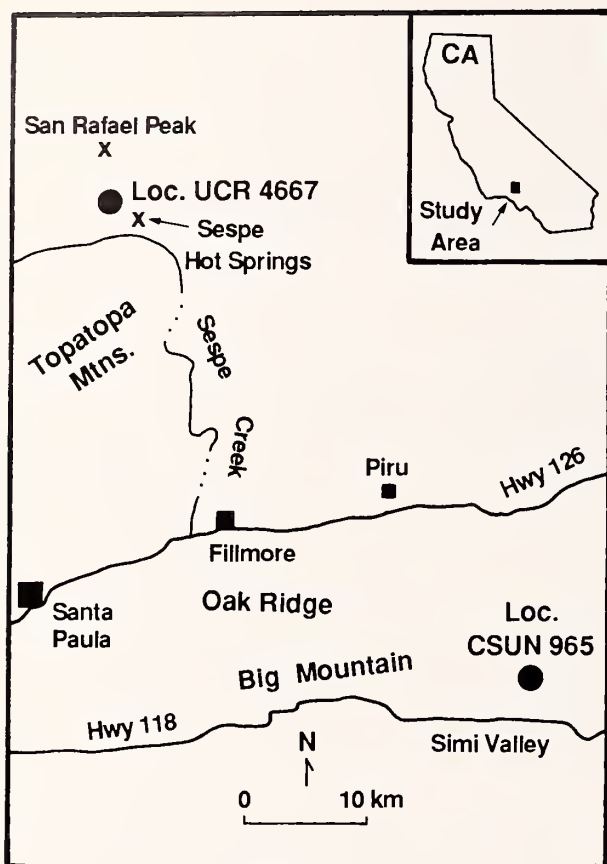 CA
Study
Area
San Rafael Peak
X
Loc. UCR 4667
X
Sespe
Hot Springs
Topatopa
Mtns.
Sespe
Creek
Piru
Hwy 126
Fillmore
Santa
Paula
Oak Ridge
Loc.
CSUN 965
Big Mountain
Hwy 118
Simi Valley
N
0 10 km